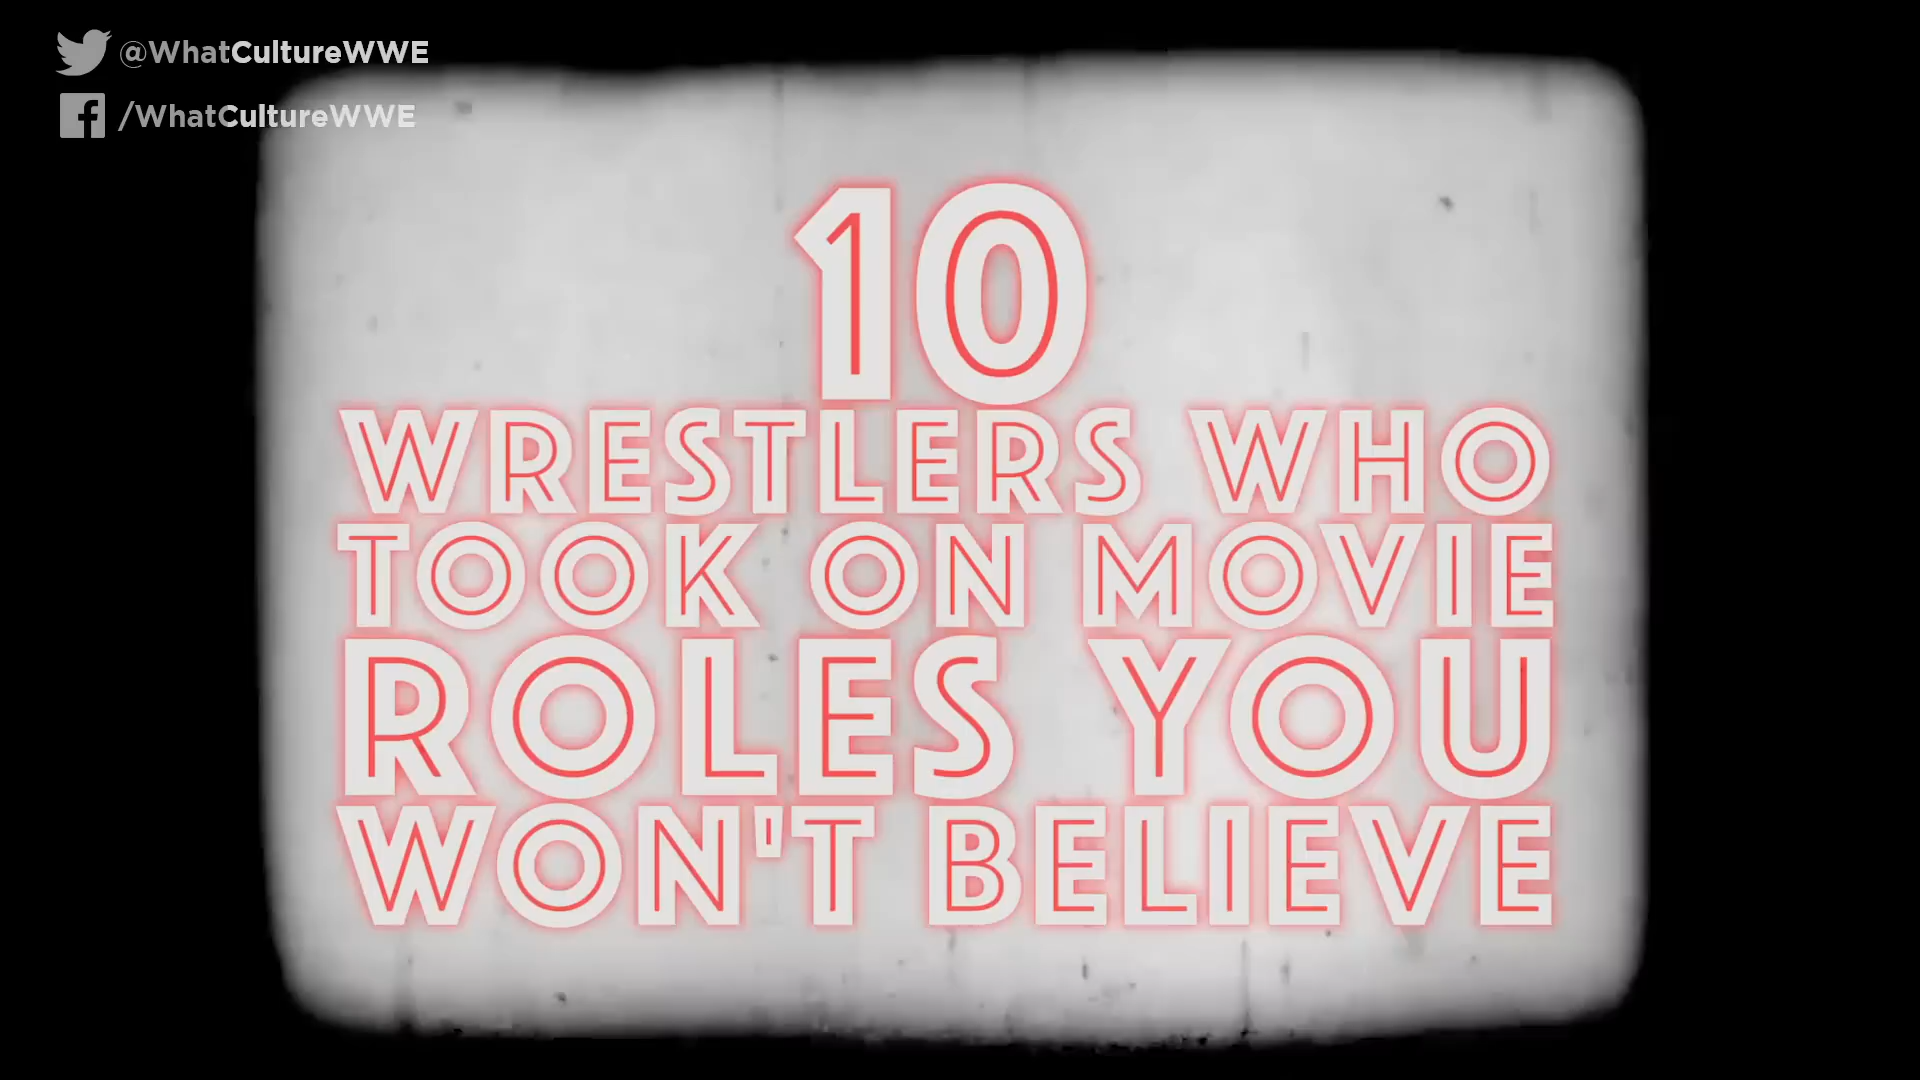 @WhatCultureWWE
/WhatCultureWWE
10
WRESTLERS WHO
TOOK ON MOVIE
ROLES YOU
WON'T BELIEVE